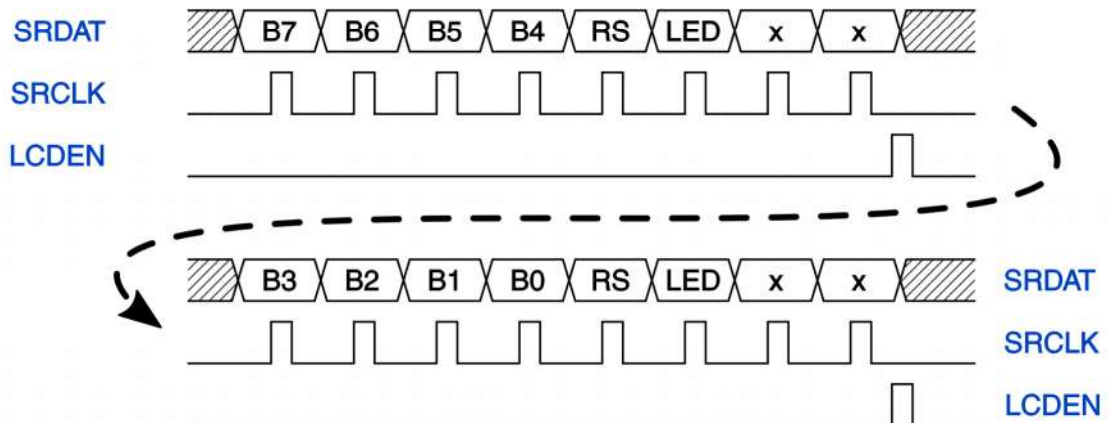 SRDAT B7 B6 B5 B4 RS LED x x
SRCLK
LCDEN
B3 B2 B1 B0 RS LED x x SRDAT
SRCLK
LCDEN